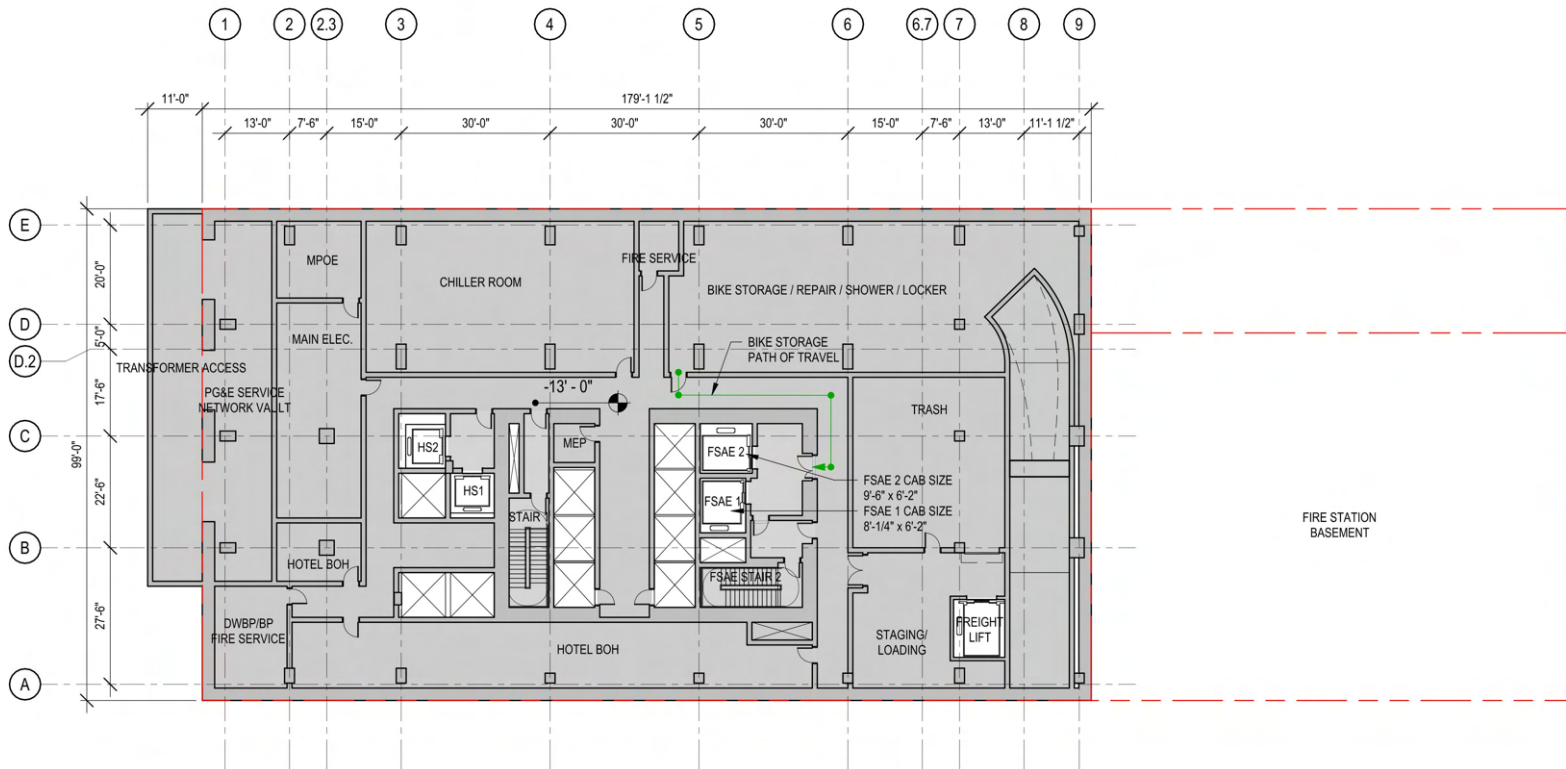 1
2
2.3
3
4
5
6
6.7
7
8
9
11'-0"
179'-1 1/2"
13'-0"
7'-6"
15'-0"
30'-0"
30'-0"
30'-0"
15'-0"
7'-6"
13'-0"
11'-1 1/2"
E
D
D.2
C
B
A
20'-0"
5'-0"
17'-6"
22'-6"
27'-6"
99'-0"
MPOE
CHILLER ROOM
FIRE SERVICE
BIKE STORAGE / REPAIR / SHOWER / LOCKER
MAIN ELEC.
BIKE STORAGE
PATH OF TRAVEL
TRANSFORMER ACCESS
PG&E SERVICE
NETWORK VAULT
-13' - 0"
TRASH
HS2
MEP
FSAE 2
HS1
FSAE 1
FSAE 2 CAB SIZE
9'-6" x 6'-2"
FSAE 1 CAB SIZE
8'-1/4" x 6'-2"
STAIR
FIRE STATION
BASEMENT
HOTEL BOH
FSAE STAIR 2
DWBP/BP
FIRE SERVICE
HOTEL BOH
STAGING/
LOADING
FREIGHT
LIFT